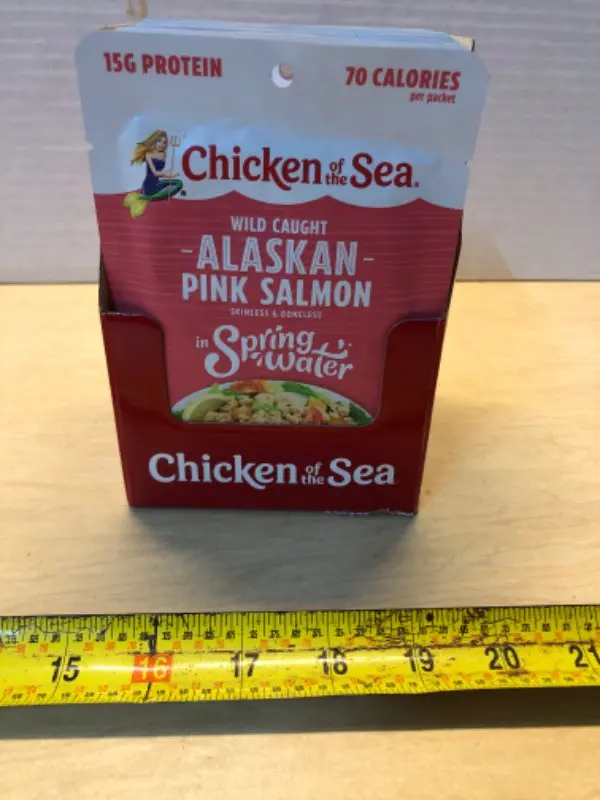 15G PROTEIN
70 CALORIES
per packet
Chicken of the Sea.
WILD CAUGHT
-ALASKAN-
PINK SALMON
SKINLESS & BONELESS
in Spring Water
Chicken of the Sea
15 16 17 18 19 20 21